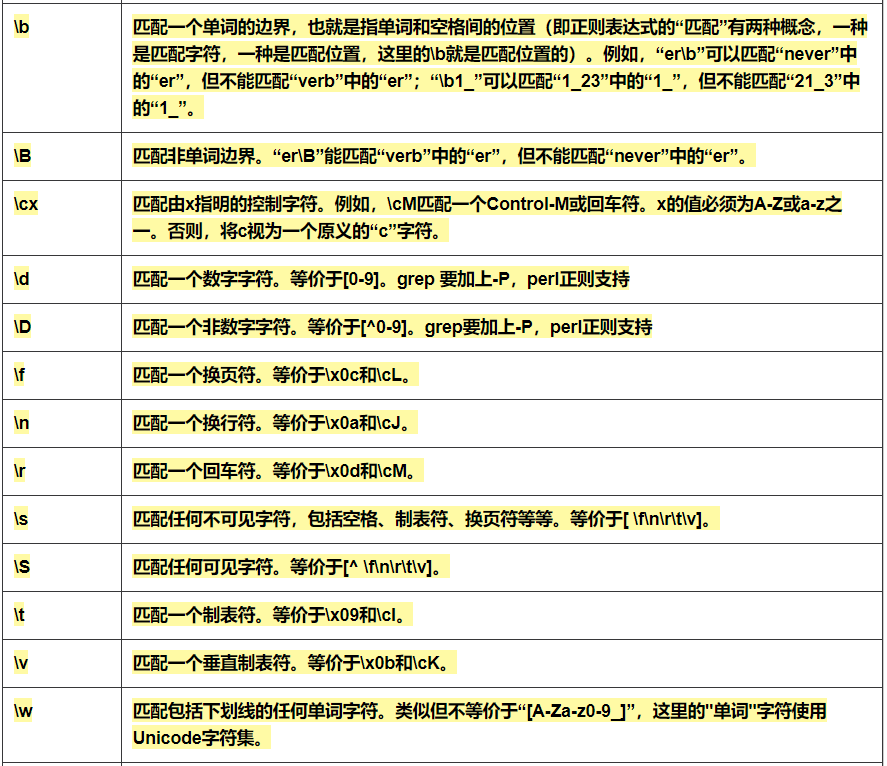 \b
匹配一个单词的边界，也就是指单词和空格间的位置（即正则表达式的“匹配”有两种概念，一种
是匹配字符，一种是匹配位置，这里的\b就是匹配位置的）。例如，“er\b”可以匹配“never”中
的“er”，但不能匹配“verb”中的“er”；“\b1_”可以匹配“1_23”中的“1_”，但不能匹配“21_3”中
的“1_”。
\B
匹配非单词边界。“er\B”能匹配“verb”中的“er”，但不能匹配“never”中的“er”。
\cx
匹配由x指明的控制字符。例如，\cM匹配一个Control-M或回车符。x的值必须为A-Z或a-z之
一。否则，将c视为一个原义的“c”字符。
\d
匹配一个数字字符。等价于[0-9]。grep 要加上-P，perl正则支持
\D
匹配一个非数字字符。等价于[^0-9]。grep要加上-P，perl正则支持
\f
匹配一个换页符。等价于\x0c和\cL。
\n
匹配一个换行符。等价于\x0a和\cJ。
\r
匹配一个回车符。等价于\x0d和\cM。
\s
匹配任何不可见字符，包括空格、制表符、换页符等等。等价于[ \f\n\r\t\v]。
\S
匹配任何可见字符。等价于[^ \f\n\r\t\v]。
\t
匹配一个制表符。等价于\x09和\cI。
\v
匹配一个垂直制表符。等价于\x0b和\cK。
\w
匹配包括下划线的任何单词字符。类似但不等价于“[A-Za-z0-9_]”，这里的"单词"字符使用
Unicode字符集。